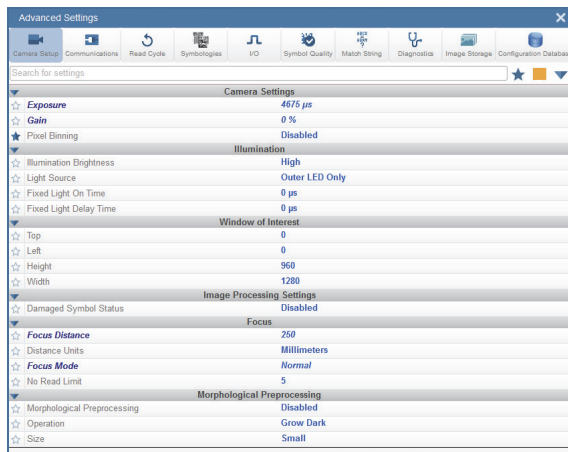 Advanced Settings
Camera Setup Communications Read Cycle Symbologies I/O Symbol Quality Match String Diagnostics Image Storage Configuration Database
Search for settings
Camera Settings
Exposure 4675 µs
Gain 0 %
Pixel Binning Disabled
Illumination
Illumination Brightness High
Light Source Outer LED Only
Fixed Light On Time 0 µs
Fixed Light Delay Time 0 µs
Window of Interest
Top 0
Left 0
Height 960
Width 1280
Image Processing Settings
Damaged Symbol Status Disabled
Focus
Focus Distance 250
Distance Units Millimeters
Focus Mode Normal
No Read Limit 5
Morphological Preprocessing
Morphological Preprocessing Disabled
Operation Grow Dark
Size Small